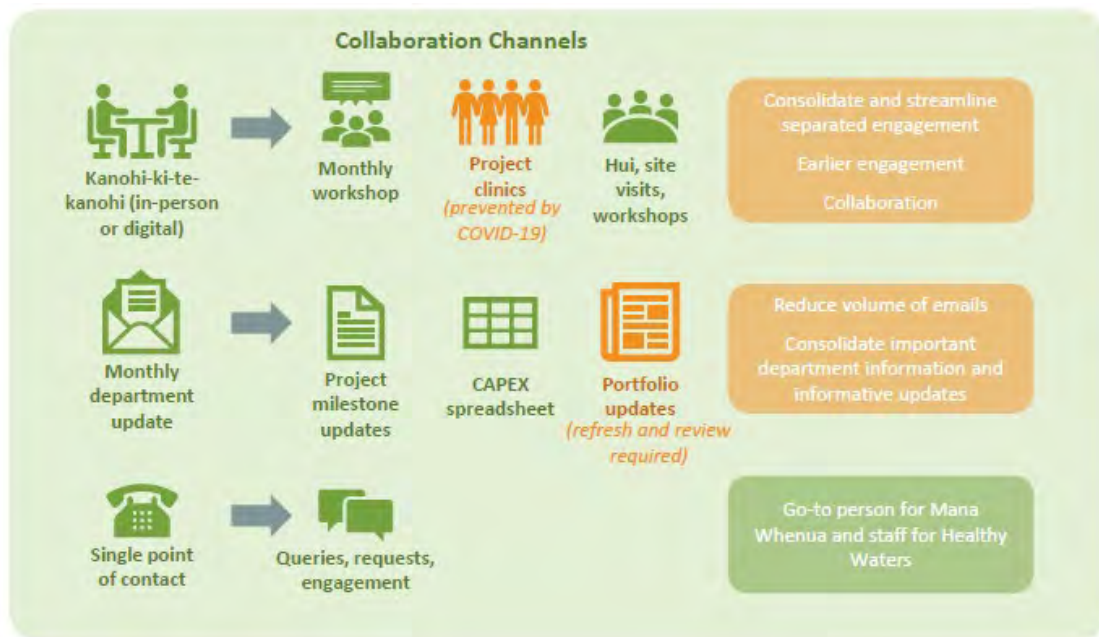 Collaboration Channels
Kanohi-ki-te-
kanohi (in-person
or digital)
Monthly
workshop
Project
clinics
(prevented by
COVID-19)
Hui, site
visits,
workshops
Consolidate and streamline
separated engagement
Earlier engagement
Collaboration
Monthly
department
update
Project
milestone
updates
CAPEX
spreadsheet
Portfolio
updates
(refresh and review
required)
Reduce volume of emails
Consolidate important
department information and
informative updates
Single point
of contact
Queries, requests,
engagement
Go-to person for Mana
Whenua and staff for Healthy
Waters